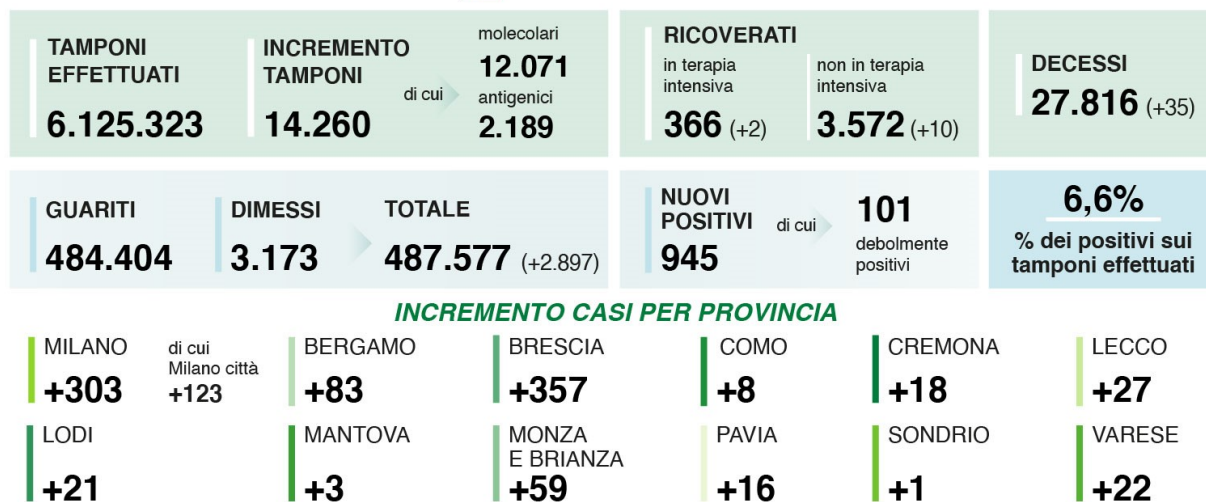 TAMPONI
EFFETTUATI
6.125.323
INCREMENTO
TAMPONI
14.260
di cui
molecolari
12.071
antigenici
2.189
RICOVERATI
in terapia
intensiva
366 (+2)
non in terapia
intensiva
3.572 (+10)
DECESSI
27.816 (+35)
GUARITI
484.404
DIMESSI
3.173
TOTALE
487.577 (+2.897)
NUOVI
POSITIVI
945
di cui
101
debolmente
positivi
6,6%
% dei positivi sui
tamponi effettuati
INCREMENTO CASI PER PROVINCIA
MILANO
+303
di cui
Milano città
+123
BERGAMO
+83
BRESCIA
+357
COMO
+8
CREMONA
+18
LECCO
+27
LODI
+21
MANTOVA
+3
MONZA
E BRIANZA
+59
PAVIA
+16
SONDRIO
+1
VARESE
+22